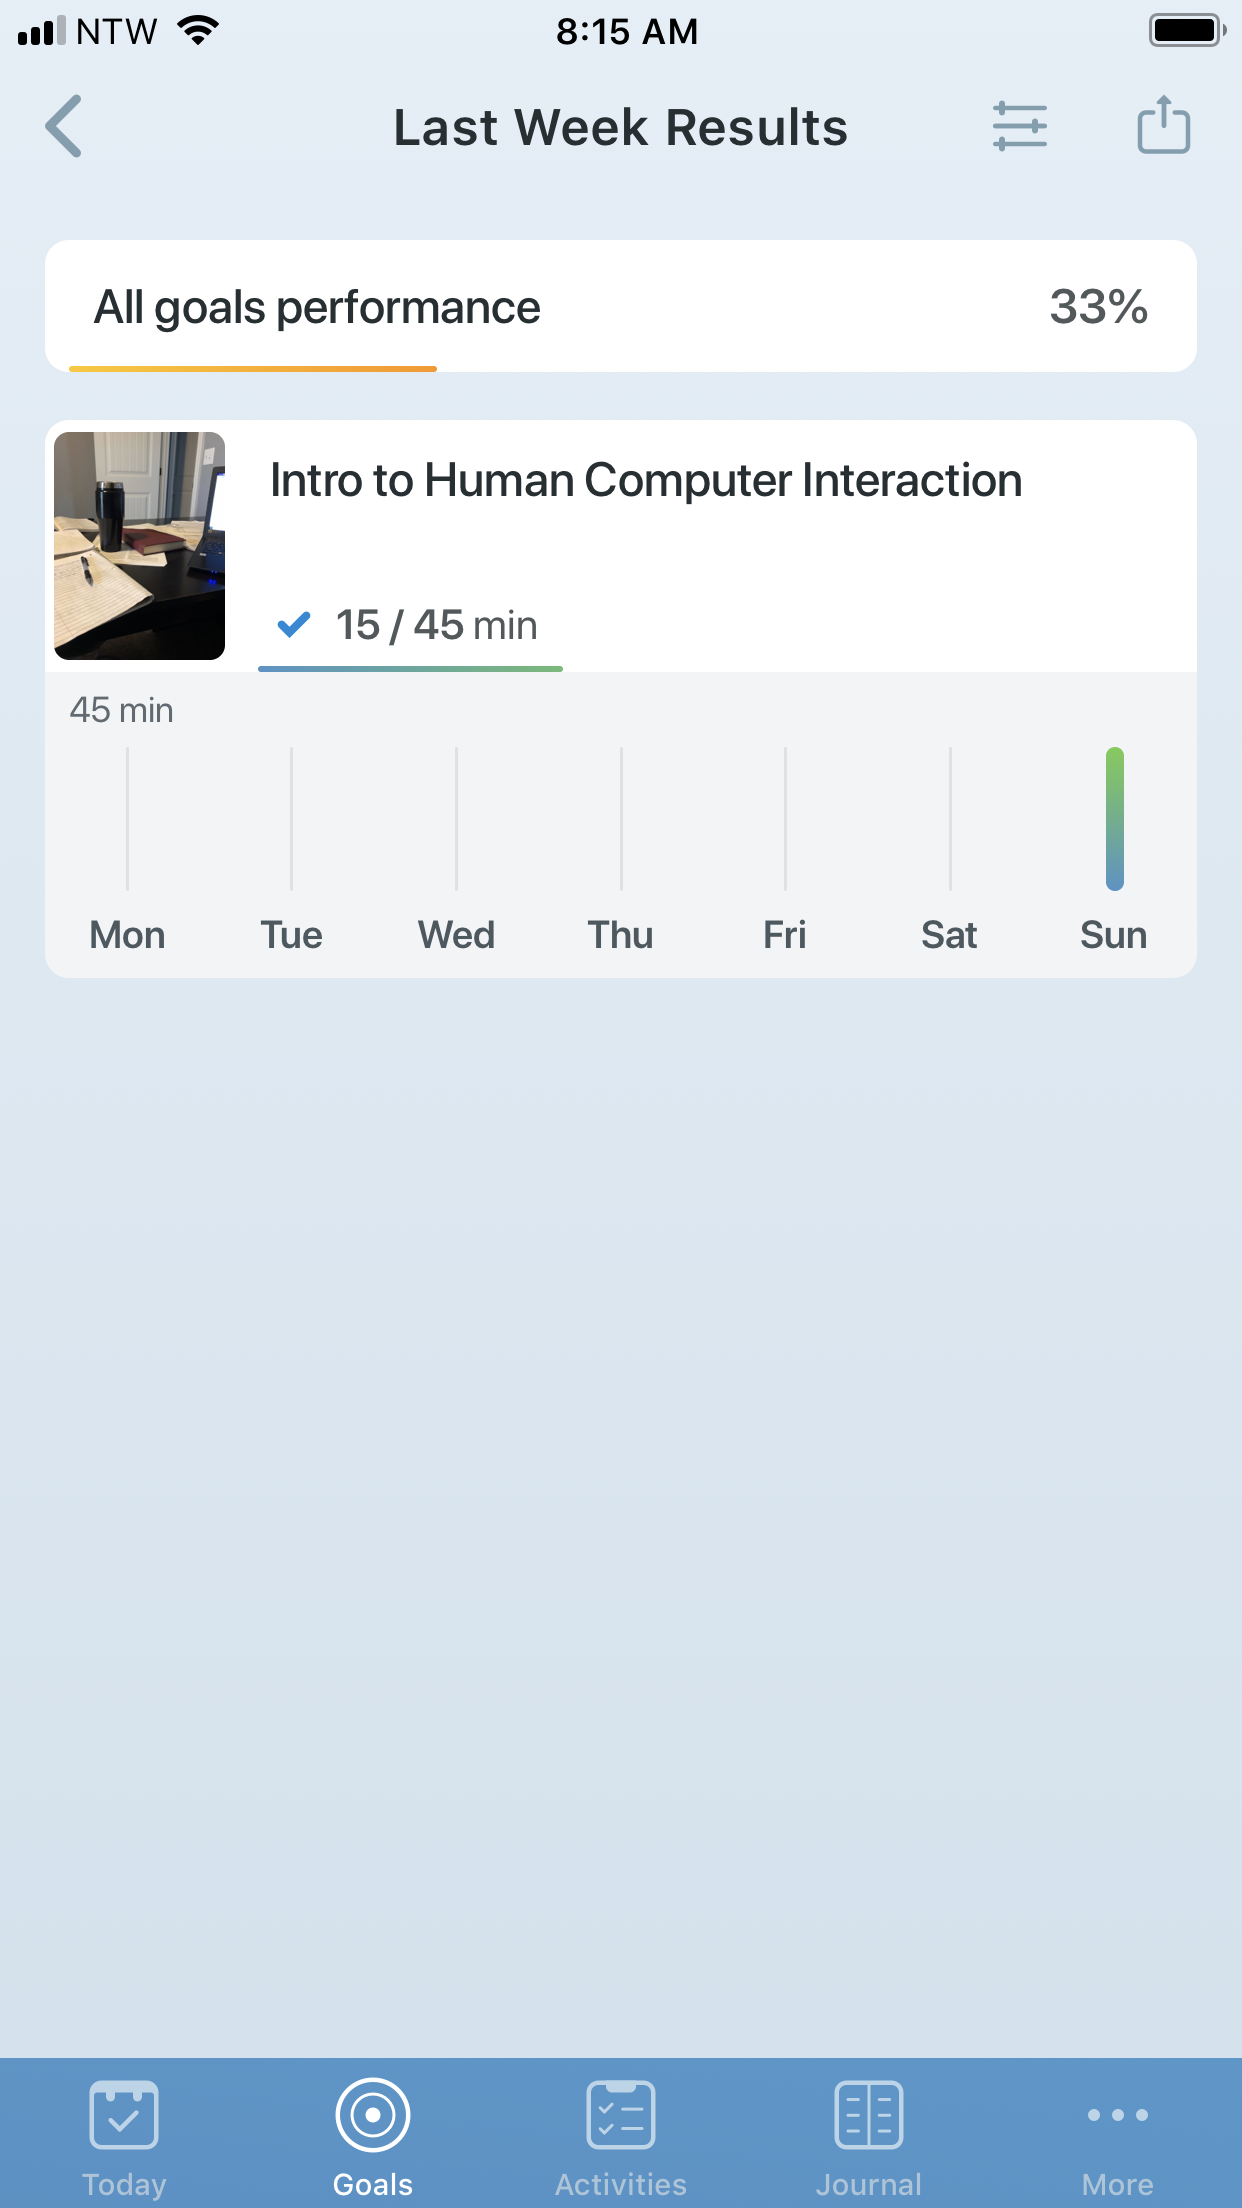 NTW 8:15 AM
Last Week Results
All goals performance 33%
Intro to Human Computer Interaction
15 / 45 min
45 min
Mon Tue Wed Thu Fri Sat Sun
Today Goals Activities Journal More